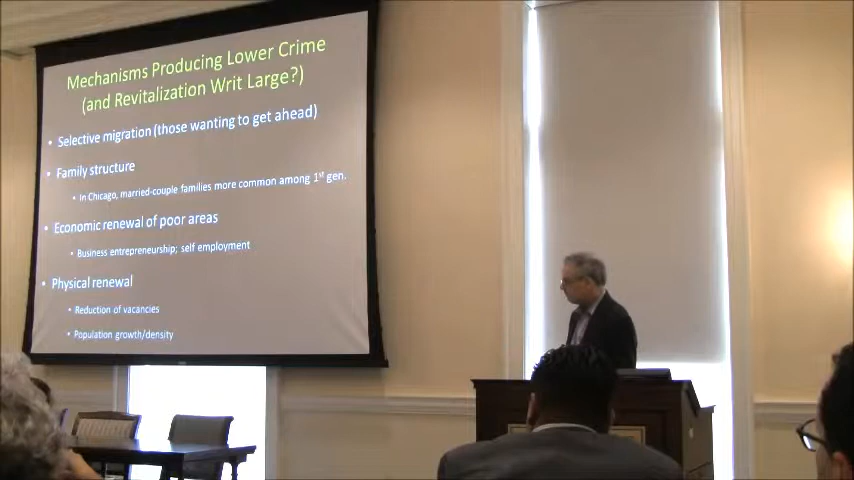 Mechanisms Producing Lower Crime
(and Revitalization Writ Large?)
• Selective migration (those wanting to get ahead)
• Family structure
• In Chicago, married-couple families more common among 1st gen.
• Economic renewal of poor areas
• Business entrepreneurship; self employment
• Physical renewal
• Reduction of vacancies
• Population growth/density